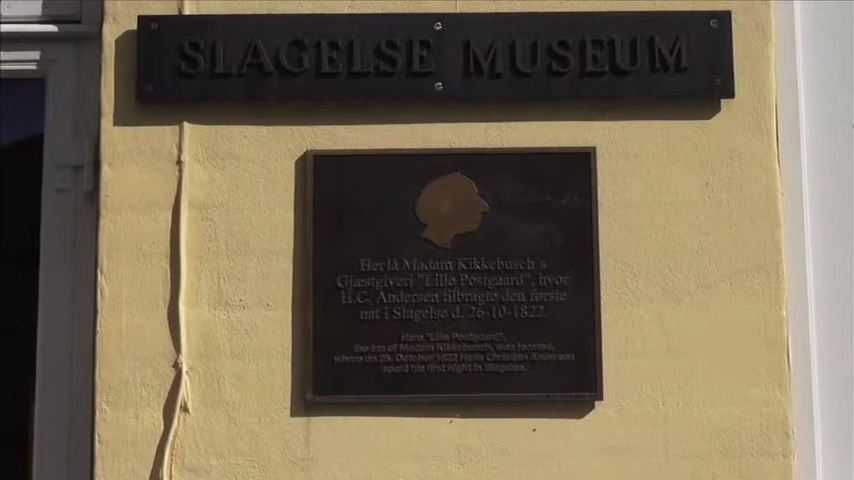 SLAGELSE MUSEUM
Her lå Madam Kikkebusch's
Gjæstgiveri "Lille Postgaard", hvor
H.C. Andersen tilbragte den første
nat i Slagelse d. 26-10-1822.
Here "Lille Postgaard",
the inn of Madame Kikkebusch, was located,
where on 26. October 1822 Hans Christian Andersen
spent his first night in Slagelse.